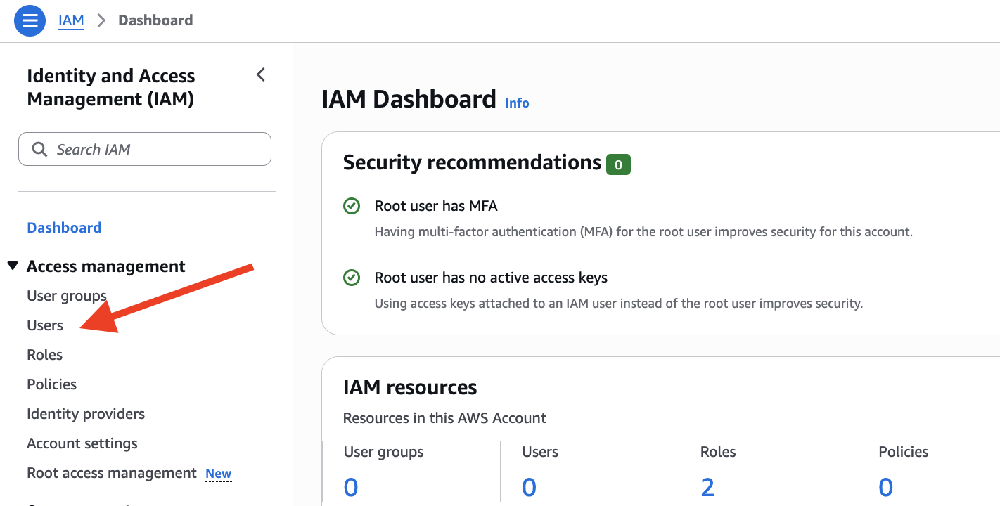 IAM > Dashboard
Identity and Access
Management (IAM)
Search IAM
Dashboard
Access management
User groups
Users
Roles
Policies
Identity providers
Account settings
Root access management New
IAM Dashboard Info
Security recommendations 0
Root user has MFA
Having multi-factor authentication (MFA) for the root user improves security for this account.
Root user has no active access keys
Using access keys attached to an IAM user instead of the root user improves security.
IAM resources
Resources in this AWS Account
User groups Users Roles Policies
0 0 2 0